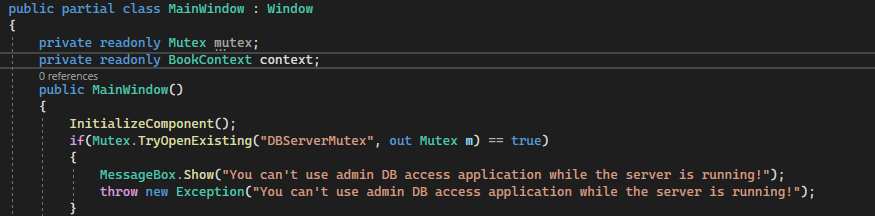 public partial class MainWindow : Window
{
private readonly Mutex mutex;
private readonly BookContext context;
0 references
public MainWindow()
{
InitializeComponent();
if(Mutex.TryOpenExisting("DBServerMutex", out Mutex m) == true)
{
MessageBox.Show("You can't use admin DB access application while the server is running!");
throw new Exception("You can't use admin DB access application while the server is running!");
}